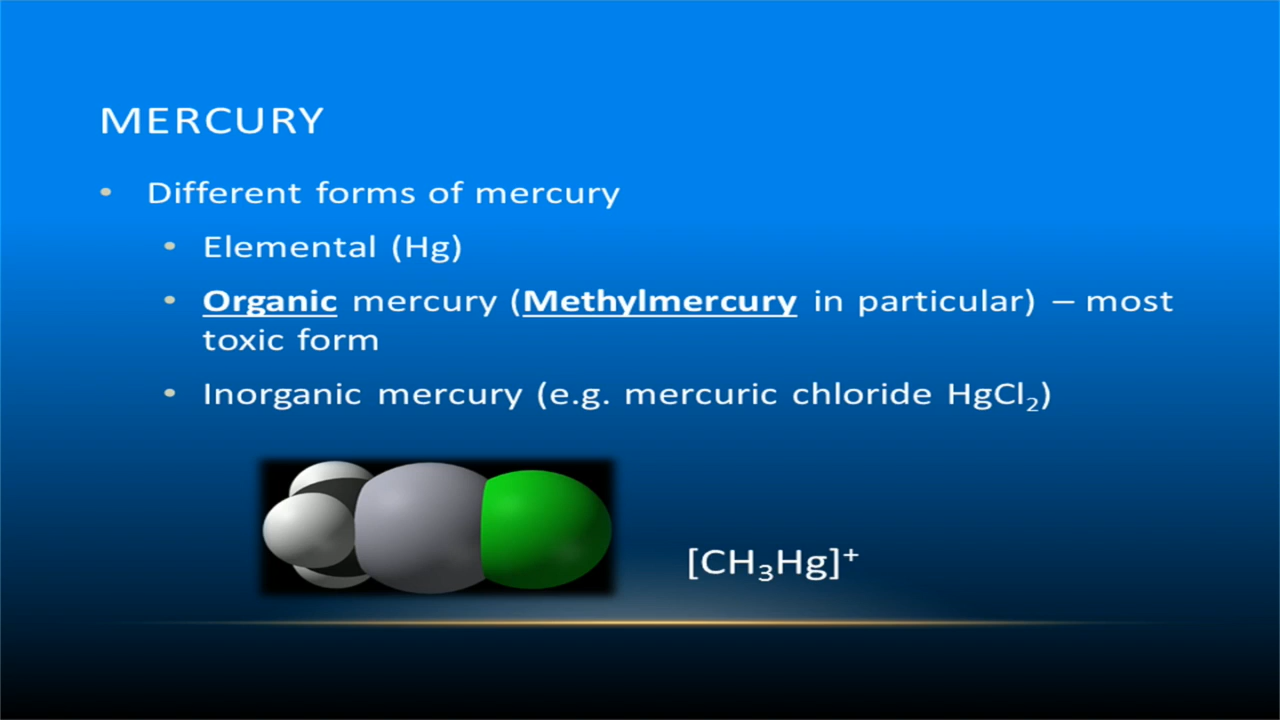 MERCURY
• Different forms of mercury
• Elemental (Hg)
• Organic mercury (Methylmercury in particular) – most
toxic form
• Inorganic mercury (e.g. mercuric chloride HgCl₂)
[CH₃Hg]⁺